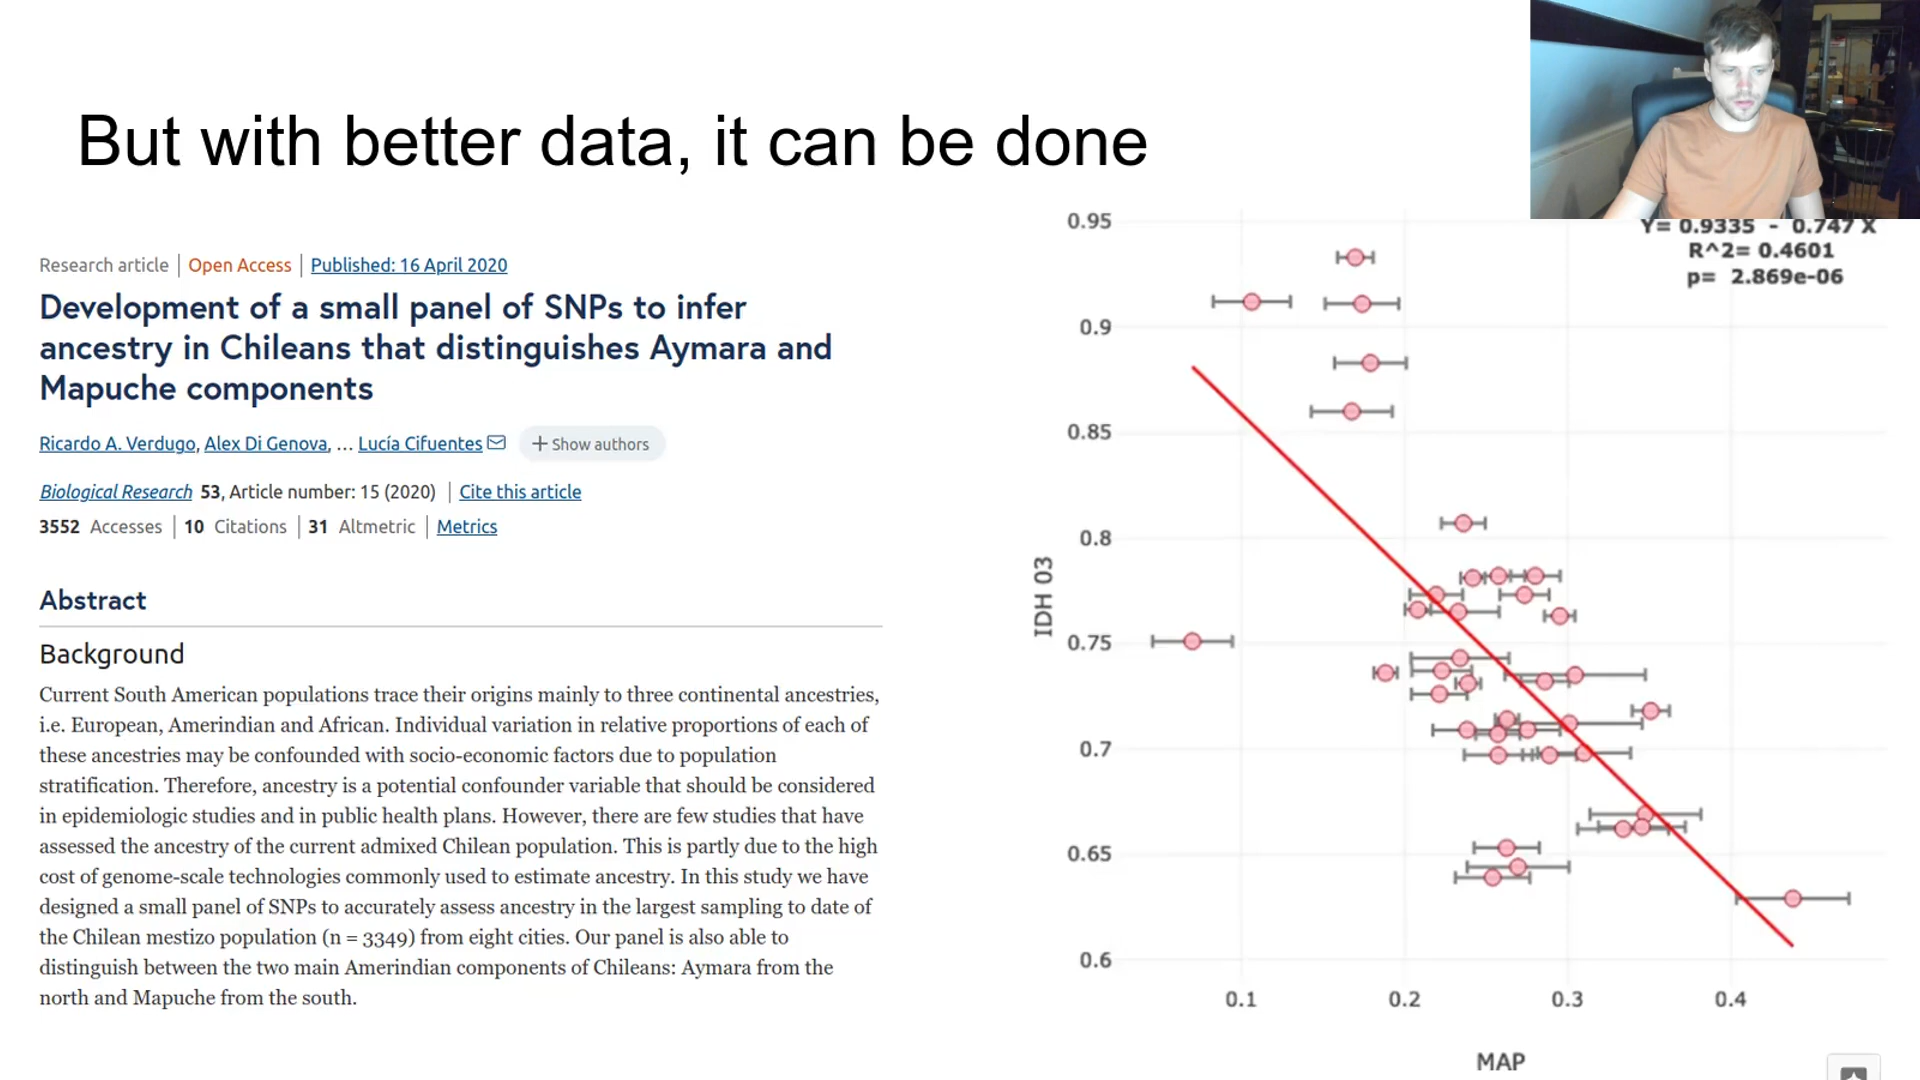 But with better data, it can be done
Research article | Open Access | Published: 16 April 2020
Development of a small panel of SNPs to infer
ancestry in Chileans that distinguishes Aymara and
Mapuche components
Ricardo A. Verdugo, Alex Di Genova, … Lucía Cifuentes + Show authors
Biological Research 53, Article number: 15 (2020) | Cite this article
3552 Accesses | 10 Citations | 31 Altmetric | Metrics
Abstract
Background
Current South American populations trace their origins mainly to three continental ancestries,
i.e. European, Amerindian and African. Individual variation in relative proportions of each of
these ancestries may be confounded with socio-economic factors due to population
stratification. Therefore, ancestry is a potential confounder variable that should be considered
in epidemiologic studies and in public health plans. However, there are few studies that have
assessed the ancestry of the current admixed Chilean population. This is partly due to the high
cost of genome-scale technologies commonly used to estimate ancestry. In this study we have
designed a small panel of SNPs to accurately assess ancestry in the largest sampling to date of
the Chilean mestizo population (n = 3349) from eight cities. Our panel is also able to
distinguish between the two main Amerindian components of Chileans: Aymara from the
north and Mapuche from the south.
Y= 0.9335 - 0.747 X
R^2= 0.4601
p= 2.869e-06
0.95
0.9
0.85
0.8
0.75
0.7
0.65
0.6
IDH 03
0.1 0.2 0.3 0.4
MAP